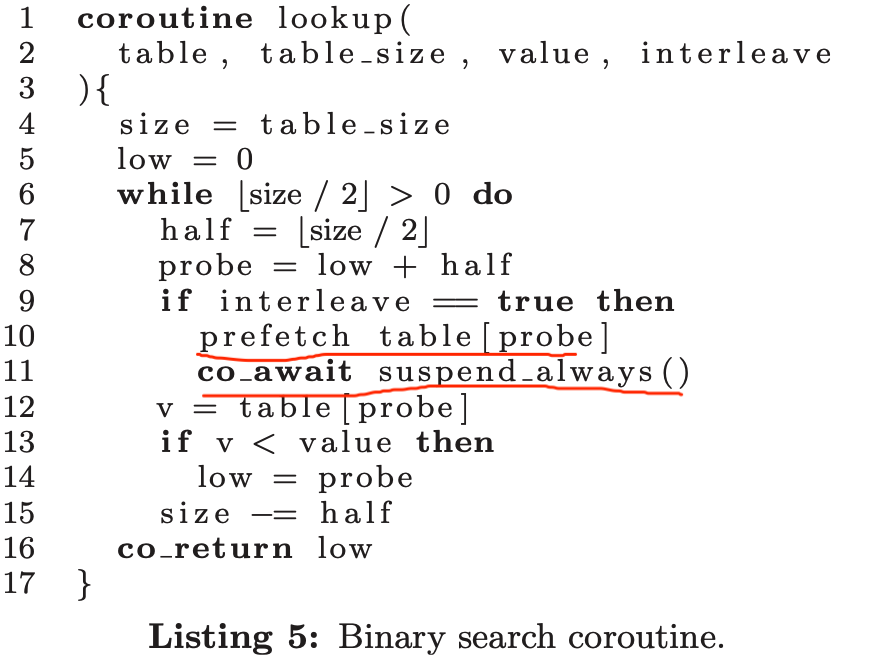 1 coroutine lookup(
2 table, table_size, value, interleave
3 ){
4 size = table_size
5 low = 0
6 while ⌊size / 2⌋ > 0 do
7 half = ⌊size / 2⌋
8 probe = low + half
9 if interleave == true then
10 prefetch table[probe]
11 co_await suspend_always()
12 v = table[probe]
13 if v < value then
14 low = probe
15 size -= half
16 co_return low
17 }
Listing 5: Binary search coroutine.